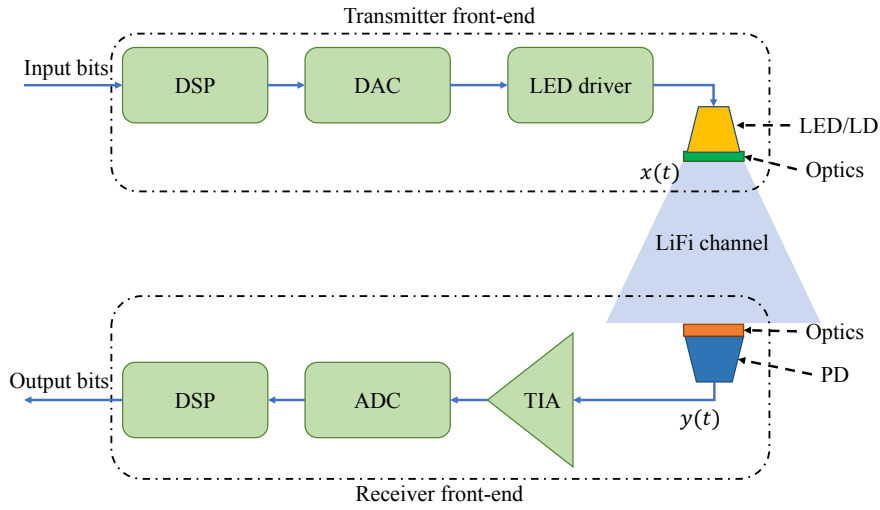 Transmitter front-end
Input bits
DSP
DAC
LED driver
LED/LD
Optics
x(t)
LiFi channel
Optics
PD
Output bits
DSP
ADC
TIA
y(t)
Receiver front-end